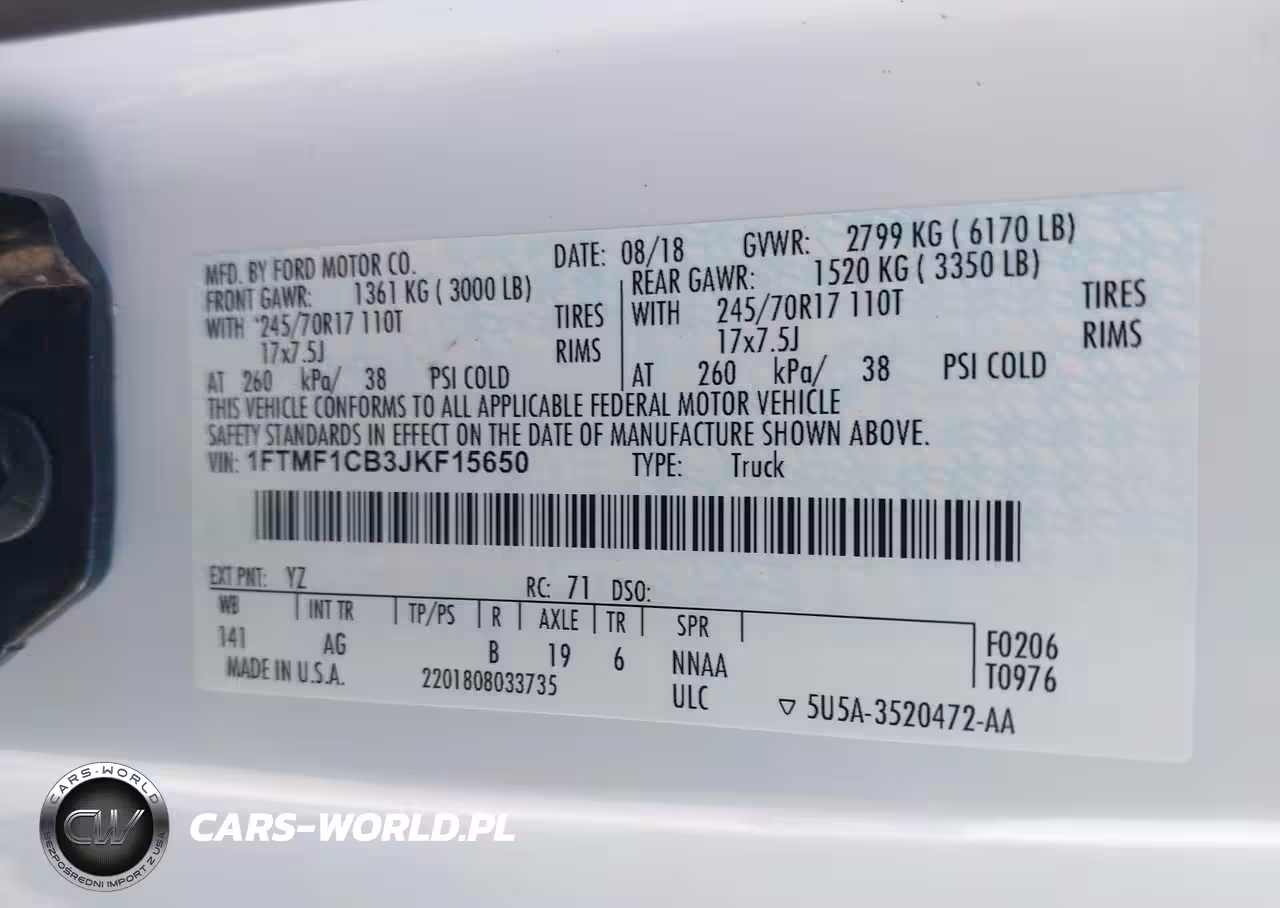 MFD. BY FORD MOTOR CO. DATE: 08/18 GVWR: 2799 KG ( 6170 LB)
FRONT GAWR: 1361 KG ( 3000 LB) REAR GAWR: 1520 KG ( 3350 LB)
WITH 245/70R17 110T TIRES WITH 245/70R17 110T TIRES
17x7.5J RIMS 17x7.5J RIMS
AT 260 kPa/ 38 PSI COLD AT 260 kPa/ 38 PSI COLD
THIS VEHICLE CONFORMS TO ALL APPLICABLE FEDERAL MOTOR VEHICLE
SAFETY STANDARDS IN EFFECT ON THE DATE OF MANUFACTURE SHOWN ABOVE.
VIN: 1FTMF1CB3JKF15650 TYPE: Truck
EXT PNT: YZ RC: 71 DSO:
WB INT TR TP/PS R AXLE TR SPR
141 AG B 19 6 NNAA F0206
MADE IN U.S.A. 2201808033735 ULC T0976
▽ 5U5A-3520472-AA
CARS-WORLD
CW
BEZPOŚREDNI IMPORT Z USA
CARS-WORLD.PL